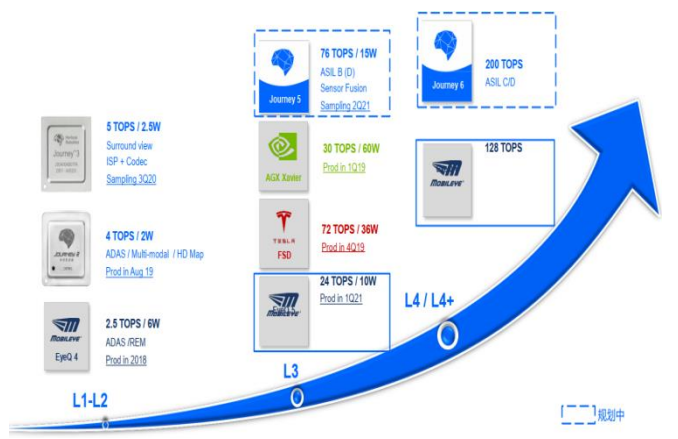 76 TOPS / 15W
ASIL B (D)
Sensor Fusion
Sampling 2Q21
Journey 5
200 TOPS
ASIL C/D
Journey 6
5 TOPS / 2.5W
Surround view
ISP + Codec
Sampling 3Q20
Journey 3
30 TOPS / 60W
Prod in 1Q19
AGX Xavier
128 TOPS
MOBILEYE
4 TOPS / 2W
ADAS / Multi-modal / HD Map
Prod in Aug 19
72 TOPS / 36W
Prod in 4Q19
TESLA
FSD
2.5 TOPS / 6W
ADAS /REM
Prod in 2018
MOBILEYE
EyeQ 4
24 TOPS / 10W
Prod in 1Q21
MOBILEYE
L4 / L4+
L3
L1-L2
规划中